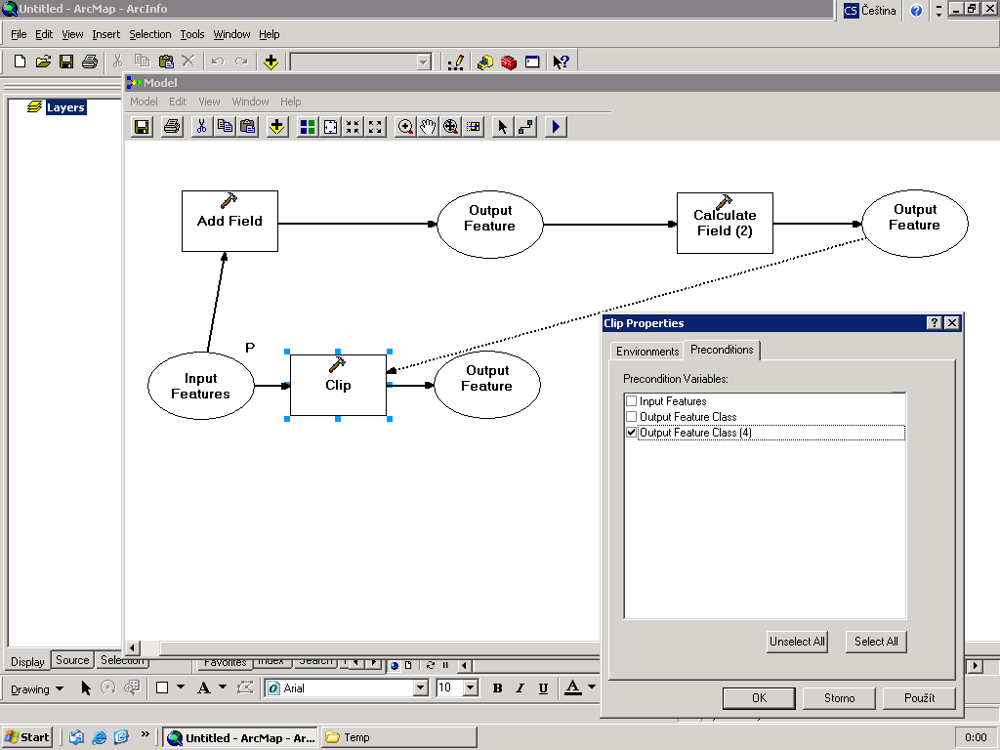 Untitled - ArcMap - ArcInfo
CS Čeština
File Edit View Insert Selection Tools Window Help
Model
Layers
Model Edit View Window Help
Add Field
Output
Feature
Calculate
Field (2)
Output
Feature
P
Input
Features
Clip
Output
Feature
Clip Properties
Environments Preconditions
Precondition Variables:
Input Features
Output Feature Class
Output Feature Class (4)
Unselect All Select All
OK Storno Použít
Display Source Selection
Favorites Index Search
Drawing A Arial 10 B I U A
Start » Untitled - ArcMap - Ar... Temp 0:00